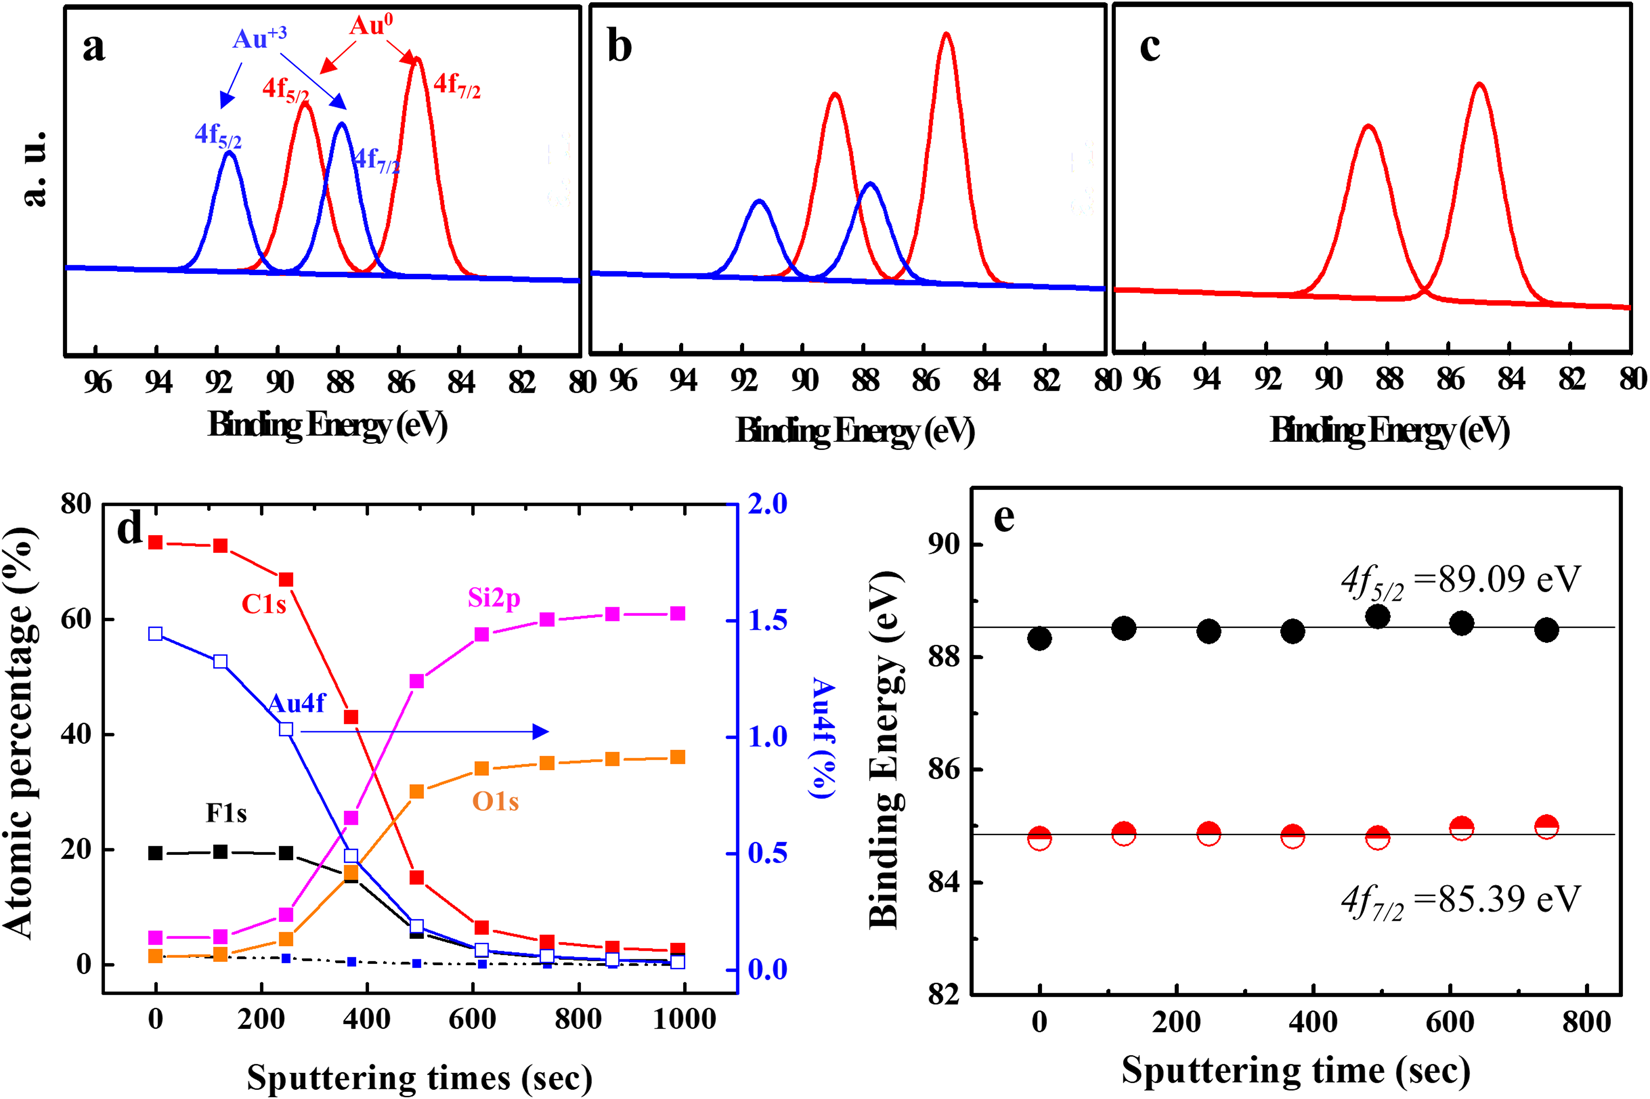 a
Au+3
Au0
4f5/2
4f5/2
4f7/2
4f7/2
a. u.
96 94 92 90 88 86 84 82 80
Binding Energy (eV)
b
96 94 92 90 88 86 84 82 80
Binding Energy (eV)
c
96 94 92 90 88 86 84 82 80
Binding Energy (eV)
d
Atomic percentage (%)
80
60
40
20
0
C1s
Si2p
Au4f
F1s
O1s
2.0
1.5
1.0
0.5
0.0
Au4f (%)
0 200 400 600 800 1000
Sputtering times (sec)
e
Binding Energy (eV)
90
88
86
84
82
4f5/2 =89.09 eV
4f7/2 =85.39 eV
0 200 400 600 800
Sputtering time (sec)